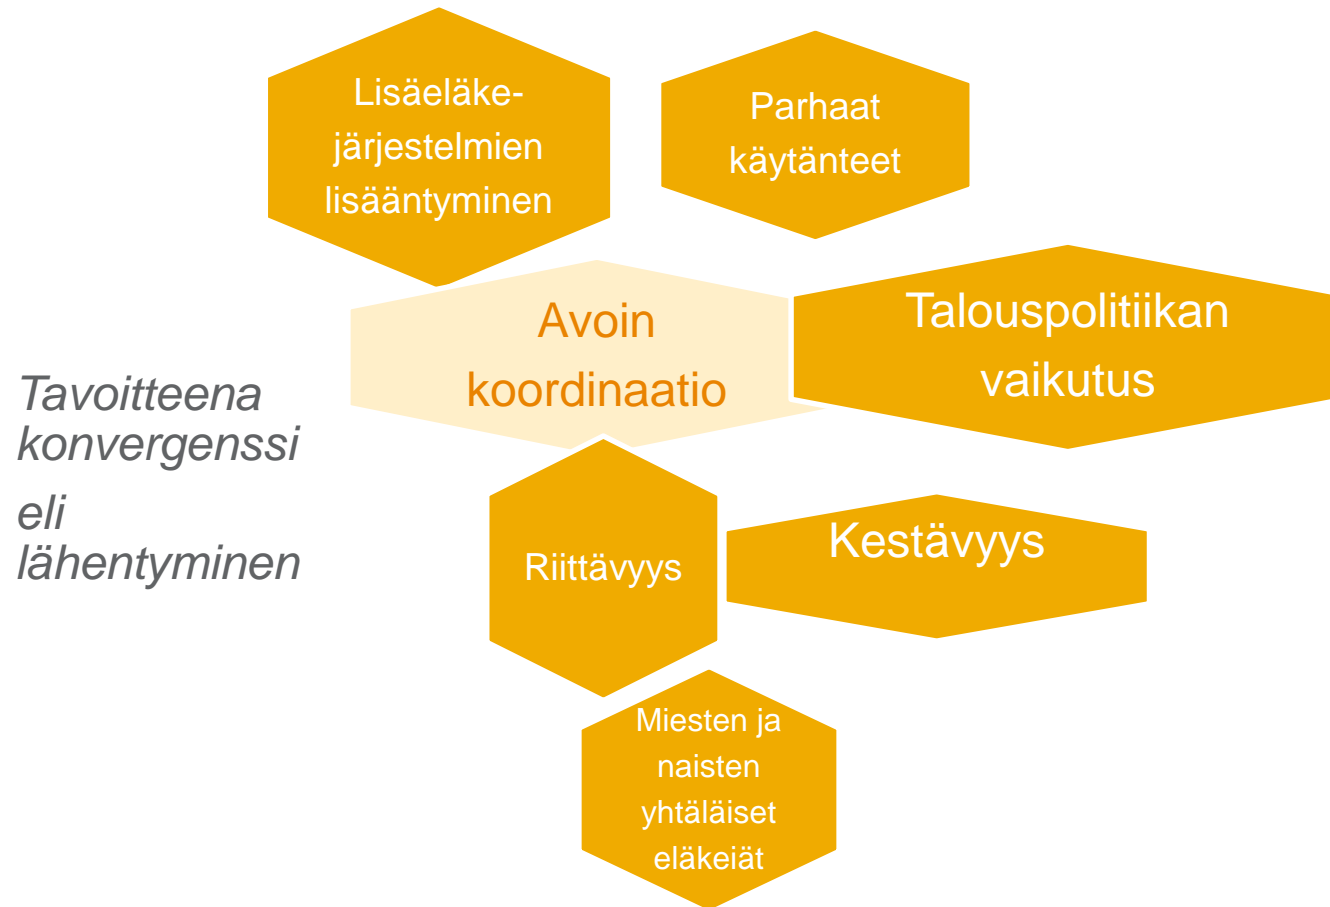 Lisäeläke-
järjestelmien
lisääntyminen
Parhaat
käytänteet
Avoin
koordinaatio
Talouspolitiikan
vaikutus
Tavoitteena
konvergenssi
eli
lähentyminen
Riittävyys
Kestävyys
Miesten ja
naisten
yhtäläiset
eläkeiät